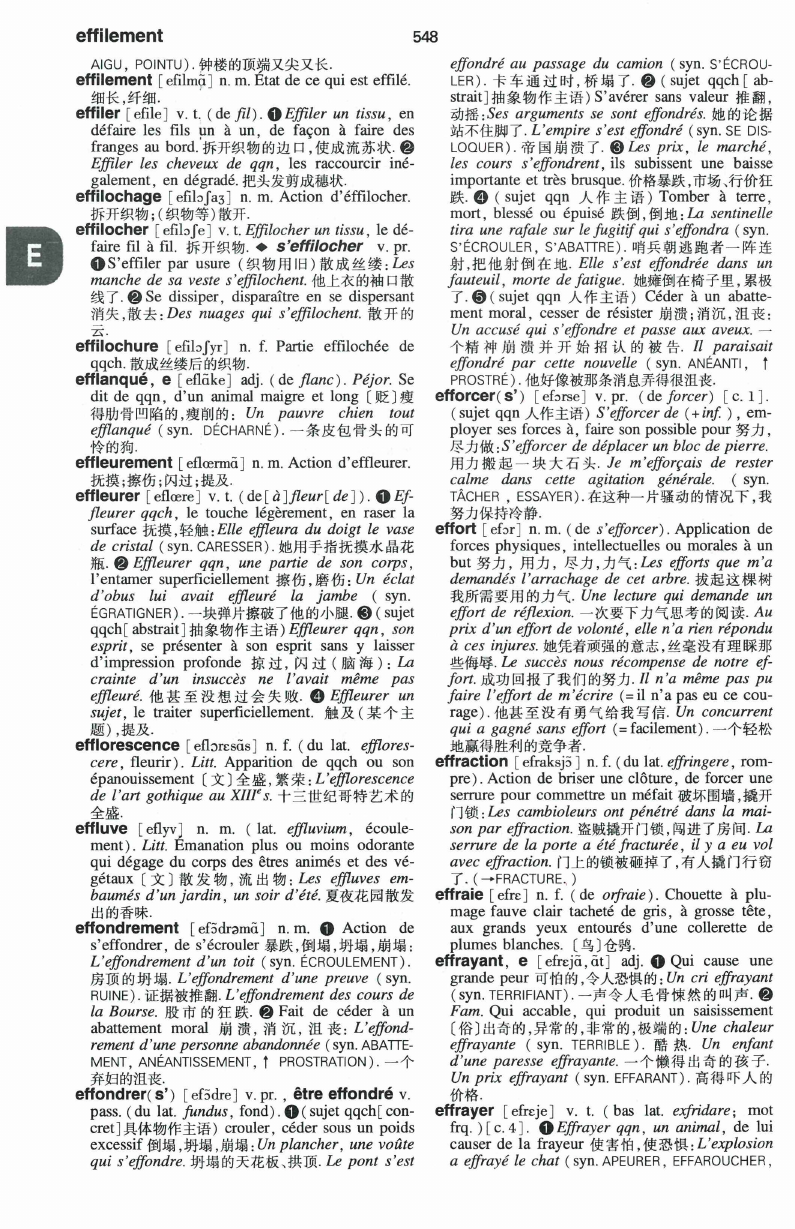 effilement
548
AIGU, POINTU). 钟楼的顶端又尖又长.
effilement [efilmɑ̃] n. m. État de ce qui est effilé.
细长,纤细.
effiler [efile] v. t. (de fil). ❶ Effiler un tissu, en
défaire les fils un à un, de façon à faire des
franges au bord. 拆开织物的边口,使成流苏状. ❷
Effiler les cheveux de qqn, les raccourcir iné-
galement, en dégradé. 把头发剪成穗状.
effilochage [efilɔʃaʒ] n. m. Action d'éffilocher.
拆开织物;(织物等)散开.
effilocher [efilɔʃe] v. t. Effilocher un tissu, le dé-
faire fil à fil. 拆开织物. ◆ s'effilocher v. pr.
❶ S'effiler par usure (织物用旧)散成丝缕: Les
manche de sa veste s'effilochent. 他上衣的袖口散
线了. ❷ Se dissiper, disparaître en se dispersant
消失,散去: Des nuages qui s'effilochent. 散开的
云.
effilochure [efilɔʃyr] n. f. Partie effilochée de
qqch. 散成丝缕后的织物.
efflanqué, e [eflɑ̃ke] adj. (de flanc). Péjor. Se
dit de qqn, d'un animal maigre et long [贬]瘦
得肋骨凹陷的,瘦削的: Un pauvre chien tout
efflanqué (syn. DÉCHARNÉ). 一条皮包骨头的可
怜的狗.
effleurement [eflœrmɑ̃] n. m. Action d'effleurer.
抚摸;擦伤;闪过;提及.
effleurer [eflœre] v. t. (de [à] fleur [de]). ❶ Ef-
fleurer qqch, le touche légèrement, en raser la
surface 抚摸,轻触: Elle effleura du doigt le vase
de cristal (syn. CARESSER). 她用手指抚摸水晶花
瓶. ❷ Effleurer qqn, une partie de son corps,
l'entamer superficiellement 擦伤,磨伤: Un éclat
d'obus lui avait effleuré la jambe (syn.
ÉGRATIGNER). 一块弹片擦破了他的小腿. ❸ (sujet
qqch[abstrait]抽象物作主语) Effleurer qqn, son
esprit, se présenter à son esprit sans y laisser
d'impression profonde 掠过,闪过(脑海): La
crainte d'un insuccès ne l'avait même pas
effleuré. 他甚至没想过会失败. ❹ Effleurer un
sujet, le traiter superficiellement. 触及(某个主
题),提及.
efflorescence [eflɔrɛsɑ̃s] n. f. (du lat. efflores-
cere, fleurir). Litt. Apparition de qqch ou son
épanouissement 〔文〕全盛,繁荣: L'efflorescence
de l'art gothique au XIIIe s. 十三世纪哥特艺术的
全盛.
effluve [eflyv] n. m. (lat. effluvium, écoule-
ment). Litt. Émanation plus ou moins odorante
qui dégage du corps des êtres animés et des vé-
gétaux 〔文〕散发物,流出物: Les effluves em-
baumés d'un jardin, un soir d'été. 夏夜花园散发
出的香味.
effondrement [efɔ̃drəmɑ̃] n. m. ❶ Action de
s'effondrer, de s'écrouler 暴跌,倒塌,坍塌,崩塌:
L'effondrement d'un toit (syn. ÉCROULEMENT).
房顶的坍塌. L'effondrement d'une preuve (syn.
RUINE). 证据被推翻. L'effondrement des cours de
la Bourse. 股市的狂跌. ❷ Fait de céder à un
abattement moral 崩溃,消沉,沮丧: L'effond-
rement d'une personne abandonnée (syn. ABATTE-
MENT, ANÉANTISSEMENT, ↑ PROSTRATION). 一个
弃妇的沮丧.
effondrer(s') [efɔ̃dre] v. pr. , être effondré v.
pass. (du lat. fundus, fond). ❶ (sujet qqch[con-
cret]具体物作主语) crouler, céder sous un poids
excessif 倒塌,坍塌,崩塌: Un plancher, une voûte
qui s'effondre. 坍塌的天花板、拱顶. Le pont s'est
effondré au passage du camion (syn. S'ÉCROU-
LER). 卡车通过时,桥塌了. ❷ (sujet qqch [ab-
strait]抽象物作主语) S'avérer sans valeur 推翻,
动摇: Ses arguments se sont effondrés. 她的论据
站不住脚了. L'empire s'est effondré (syn. SE DIS-
LOQUER). 帝国崩溃了. ❸ Les prix, le marché,
les cours s'effondrent, ils subissent une baisse
importante et très brusque. 价格暴跌,市场、行价狂
跌. ❹ (sujet qqn 人作主语) Tomber à terre,
mort, blessé ou épuisé 跌倒,倒地: La sentinelle
tira une rafale sur le fugitif qui s'effondra (syn.
S'ÉCROULER, S'ABATTRE). 哨兵朝逃跑者一阵连
射,把他射倒在地. Elle s'est effondrée dans un
fauteuil, morte de fatigue. 她瘫倒在椅子里,累极
了. ❺ (sujet qqn 人作主语) Céder à un abatte-
ment moral, cesser de résister 崩溃;消沉,沮丧:
Un accusé qui s'effondre et passe aux aveux. 一
个精神崩溃并开始招认的被告. Il paraisait
effondré par cette nouvelle (syn. ANÉANTI, ↑
PROSTRÉ). 他好像被那条消息弄得很沮丧.
efforcer(s') [efɔrse] v. pr. (de forcer) [c. 1].
(sujet qqn 人作主语) S'efforcer de (+inf.), em-
ployer ses forces à, faire son possible pour 努力,
尽力做: S'efforcer de déplacer un bloc de pierre.
用力搬起一块大石头. Je m'efforçais de rester
calme dans cette agitation générale. (syn.
TÂCHER, ESSAYER). 在这种一片骚动的情况下,我
努力保持冷静.
effort [efɔr] n. m. (de s'efforcer). Application de
forces physiques, intellectuelles ou morales à un
but 努力, 用力, 尽力,力气: Les efforts que m'a
demandés l'arrachage de cet arbre. 拔起这棵树
我所需要用的力气. Une lecture qui demande un
effort de réflexion. 一次要下力气思考的阅读. Au
prix d'un effort de volonté, elle n'a rien répondu
à ces injures. 她凭着顽强的意志,丝毫没有理睬那
些侮辱. Le succès nous récompense de notre ef-
fort. 成功回报了我们的努力. Il n'a même pas pu
faire l'effort de m'écrire (= il n'a pas eu ce cou-
rage). 他甚至没有勇气给我写信. Un concurrent
qui a gagné sans effort (= facilement). 一个轻松
地赢得胜利的竞争者.
effraction [efraksjɔ̃] n. f. (du lat. effringere, rom-
pre). Action de briser une clôture, de forcer une
serrure pour commettre un méfait 破坏围墙,撬开
门锁: Les cambioleurs ont pénétré dans la mai-
son par effraction. 盗贼撬开门锁,闯进了房间. La
serrure de la porte a été fracturée, il y a eu vol
avec effraction. 门上的锁被砸掉了,有人撬门行窃
了. (→FRACTURE.)
effraie [efrɛ] n. f. (de orfraie). Chouette à plu-
mage fauve clair tacheté de gris, à grosse tête,
aux grands yeux entourés d'une collerette de
plumes blanches. 〔鸟〕仓鸮.
effrayant, e [efrɛjɑ̃, ɑ̃t] adj. ❶ Qui cause une
grande peur 可怕的,令人恐惧的: Un cri effrayant
(syn. TERRIFIANT). 一声令人毛骨悚然的叫声. ❷
Fam. Qui accable, qui produit un saisissement
〔俗〕出奇的,异常的,非常的,极端的: Une chaleur
effrayante (syn. TERRIBLE). 酷热. Un enfant
d'une paresse effrayante. 一个懒得出奇的孩子.
Un prix effrayant (syn. EFFARANT). 高得吓人的
价格.
effrayer [efrɛje] v. t. (bas lat. exfridare; mot
frq.) [c. 4]. ❶ Effrayer qqn, un animal, de lui
causer de la frayeur 使害怕,使恐惧: L'explosion
a effrayé le chat (syn. APEURER, EFFAROUCHER,
E